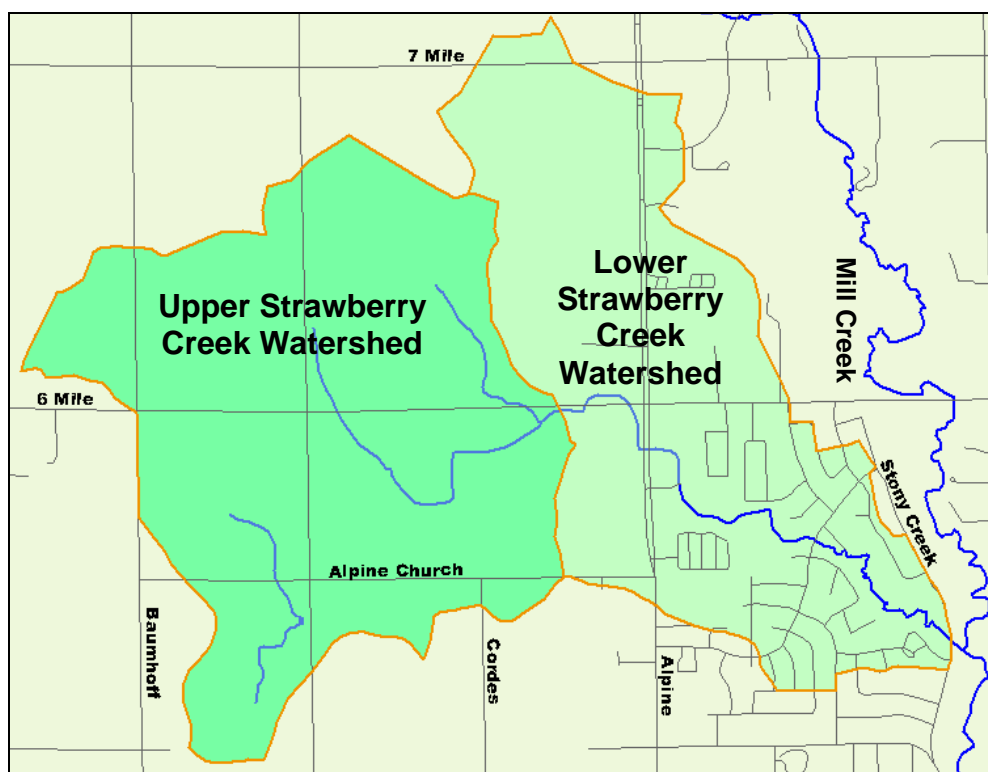 7 Mile
Upper Strawberry
Creek Watershed
Lower
Strawberry
Creek
Watershed
Mill Creek
6 Mile
Stony Creek
Alpine Church
Baumhoff
Cordes
Alpine